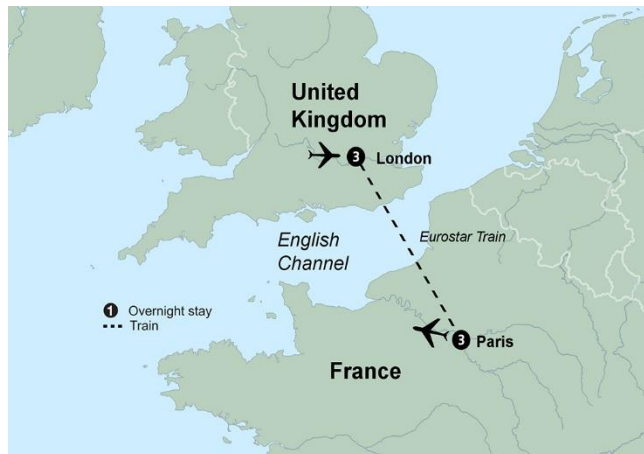 United
Kingdom
3
London
English
Channel
Eurostar Train
1 Overnight stay
Train
3
Paris
France